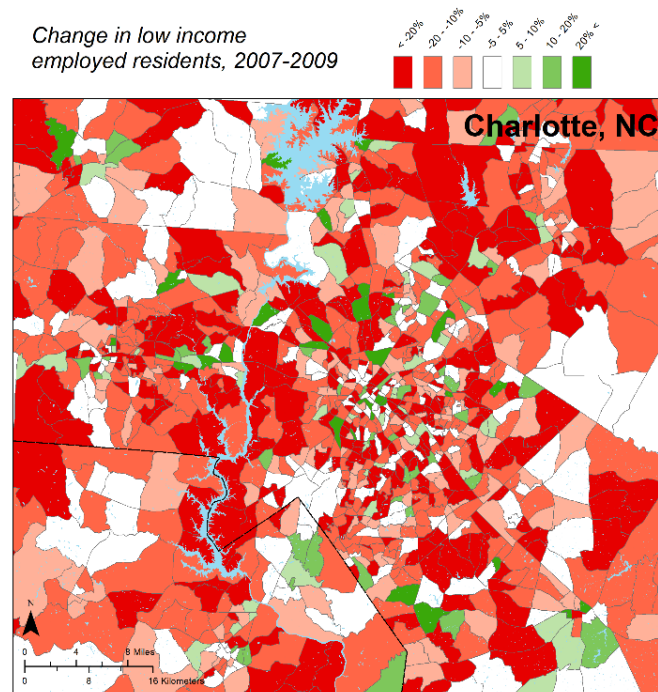 Change in low income
employed residents, 2007-2009
< -20%
-20 - -10%
-10 - -5%
-5 - 5%
5 - 10%
10 - 20%
20% <
Charlotte, NC
N
0 4 8 Miles
0 8 16 Kilometers